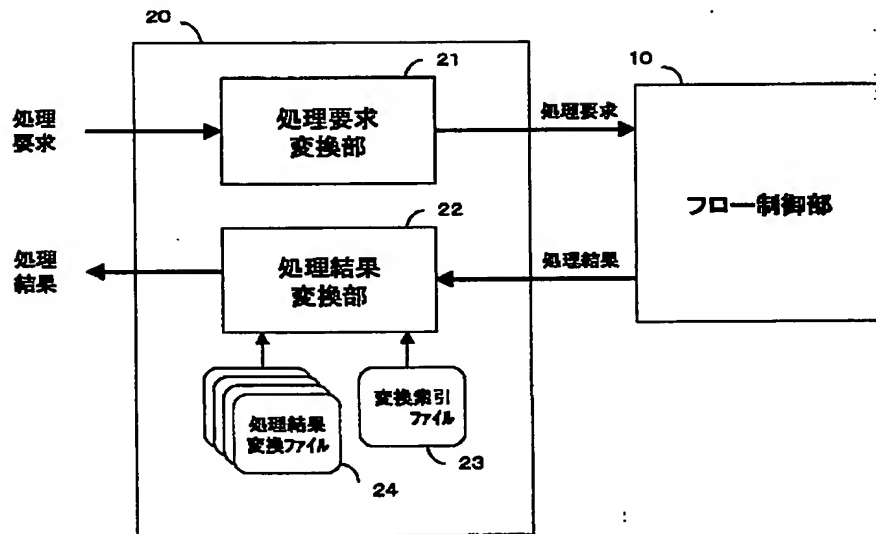 20
21
10
処理
要求
処理要求
変換部
処理要求
フロー制御部
22
処理
結果
処理結果
変換部
処理結果
処理結果
変換ファイル
変換索引
ファイル
24
23